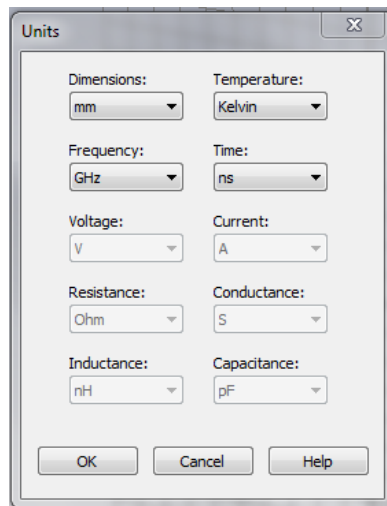 Units
Dimensions: Temperature:
mm Kelvin
Frequency: Time:
GHz ns
Voltage: Current:
V A
Resistance: Conductance:
Ohm S
Inductance: Capacitance:
nH pF
OK Cancel Help